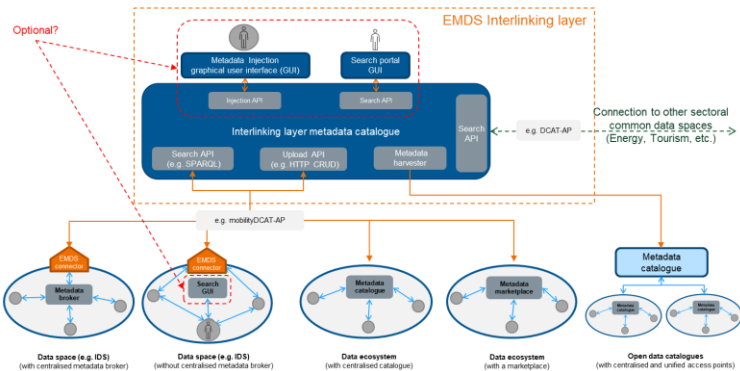 EMDS Interlinking layer
Optional?
Metadata Injection
graphical user interface (GUI)
Search portal
GUI
Injection API
Search API
Interlinking layer metadata catalogue
Search
API
e.g. DCAT-AP
Connection to other sectoral
common data spaces
(Energy, Tourism, etc.)
Search API
(e.g. SPARQL)
Upload API
(e.g. HTTP CRUD)
Metadata
harvester
e.g. mobilityDCAT-AP
EMDS
connector
Metadata
broker
EMDS
connector
Search
GUI
Metadata
catalogue
Metadata
marketplace
Metadata
catalogue
Metadata
catalogue
Metadata
catalogue
Data space (e.g. IDS)
(with centralised metadata broker)
Data space (e.g. IDS)
(without centralised metadata broker)
Data ecosystem
(with centralised catalogue)
Data ecosystem
(with a marketplace)
Open data catalogues
(with centralised and unified access points)